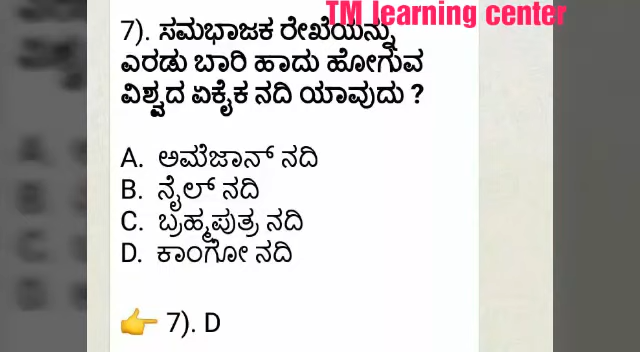 TM learning center
7). ಸಮಭಾಜಕ ರೇಖೆಯನ್ನು
ಎರಡು ಬಾರಿ ಹಾದು ಹೋಗುವ
ವಿಶ್ವದ ಏಕೈಕ ನದಿ ಯಾವುದು ?
A. ಅಮೆಜಾನ್ ನದಿ
B. ನೈಲ್ ನದಿ
C. ಬ್ರಹ್ಮಪುತ್ರ ನದಿ
D. ಕಾಂಗೋ ನದಿ
👉 7). D